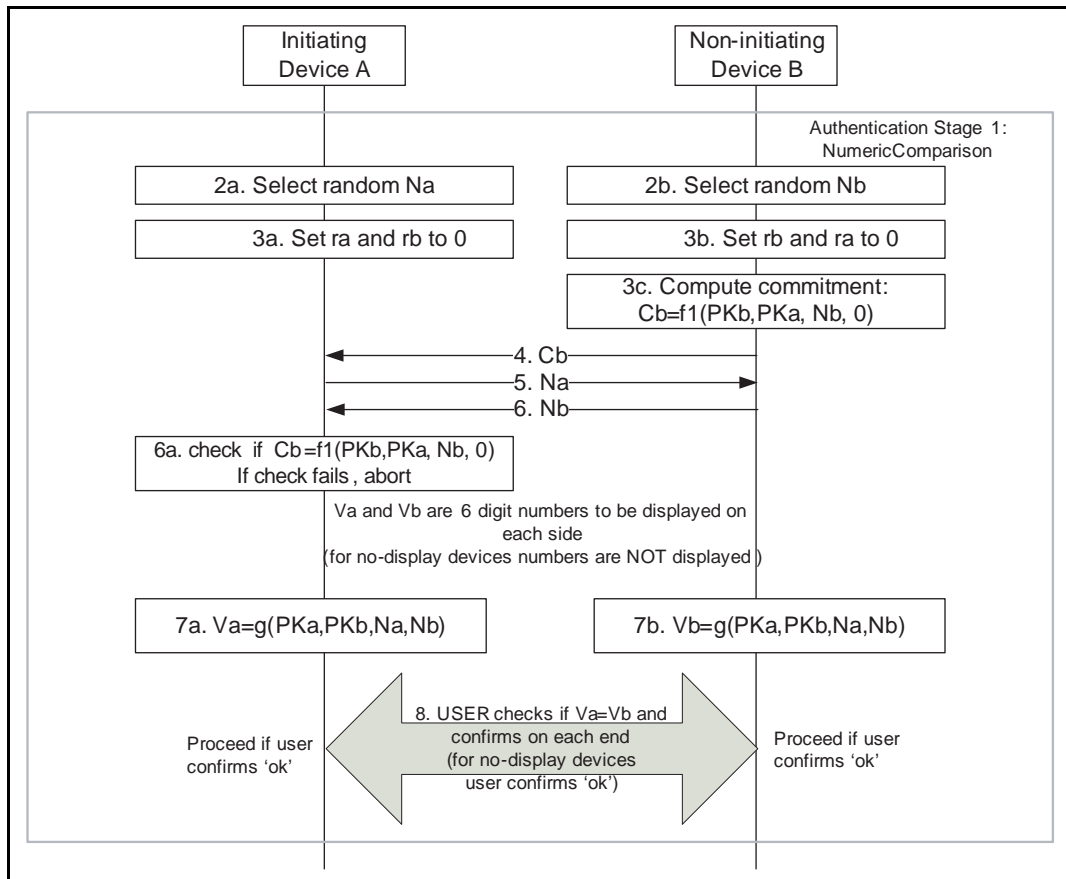 Initiating
Device A
Non-initiating
Device B
Authentication Stage 1:
NumericComparison
2a. Select random Na
2b. Select random Nb
3a. Set ra and rb to 0
3b. Set rb and ra to 0
3c. Compute commitment:
Cb=f1(PKb,PKa, Nb, 0)
4. Cb
5. Na
6. Nb
6a. check if Cb=f1(PKb,PKa, Nb, 0)
If check fails, abort
Va and Vb are 6 digit numbers to be displayed on
each side
(for no-display devices numbers are NOT displayed)
7a. Va=g(PKa,PKb,Na,Nb)
7b. Vb=g(PKa,PKb,Na,Nb)
8. USER checks if Va=Vb and
confirms on each end
(for no-display devices
user confirms ‘ok’)
Proceed if user
confirms ‘ok’
Proceed if user
confirms ‘ok’